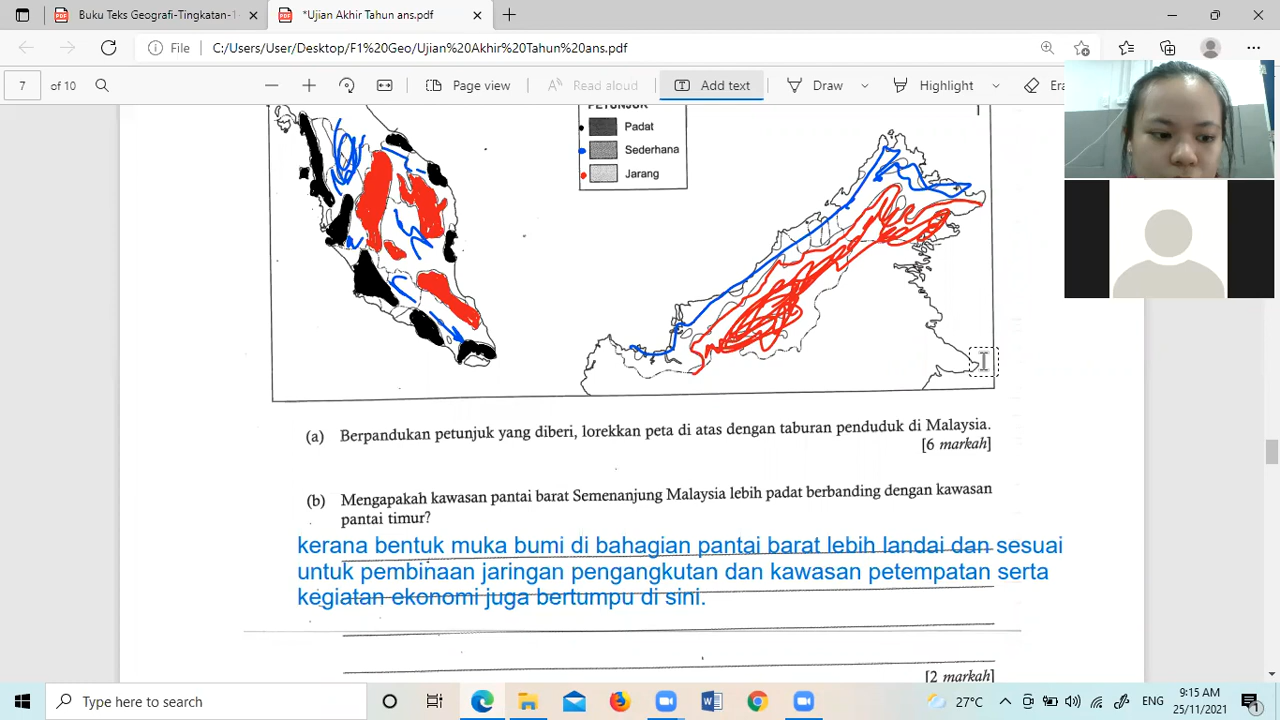 Buku Teks Geografi-Tingkatan-1
*Ujian Akhir Tahun ans.pdf
File
C:/Users/User/Desktop/F1%20Geo/Ujian%20Akhir%20Tahun%20ans.pdf
7 of 10
Page view
Read aloud
Add text
Draw
Highlight
Era
PETUNJUK
Padat
Sederhana
Jarang
(a) Berpandukan petunjuk yang diberi, lorekkan peta di atas dengan taburan penduduk di Malaysia.
[6 markah]
(b) Mengapakah kawasan pantai barat Semenanjung Malaysia lebih padat berbanding dengan kawasan
pantai timur?
kerana bentuk muka bumi di bahagian pantai barat lebih landai dan sesuai
untuk pembinaan jaringan pengangkutan dan kawasan petempatan serta
kegiatan ekonomi juga bertumpu di sini.
[2 markah]
Type here to search
27°C
ENG
9:15 AM
25/11/2021